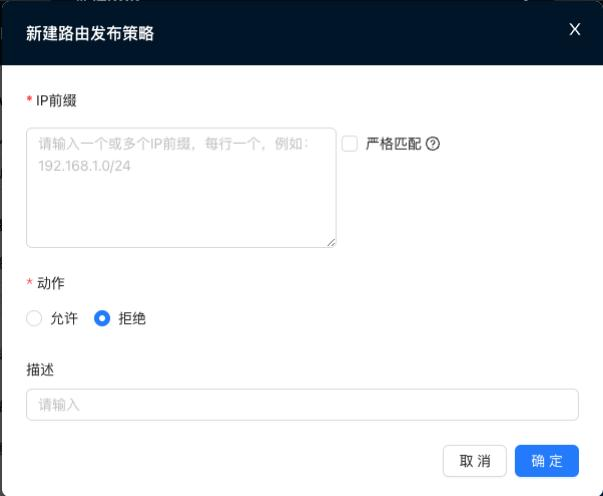 新建路由发布策略
X
* IP前缀
请输入一个或多个IP前缀，每行一个，例如：
192.168.1.0/24
严格匹配 ?
* 动作
允许 拒绝
描述
请输入
取 消 确 定